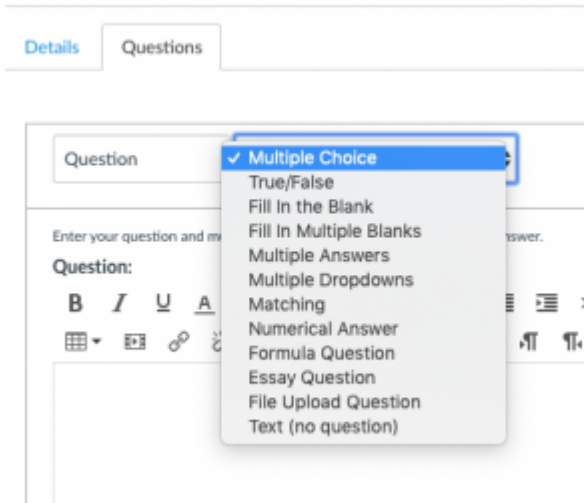 Details Questions
Question
✓ Multiple Choice
True/False
Fill In the Blank
Fill In Multiple Blanks
Multiple Answers
Multiple Dropdowns
Matching
Numerical Answer
Formula Question
Essay Question
File Upload Question
Text (no question)
Enter your question and
Question:
B I U A